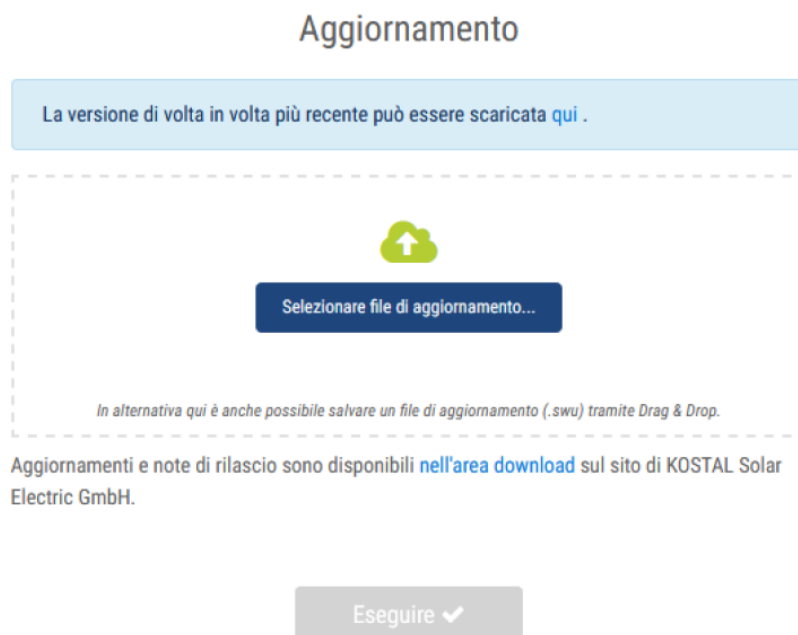 Aggiornamento
La versione di volta in volta più recente può essere scaricata qui .
Selezionare file di aggiornamento...
In alternativa qui è anche possibile salvare un file di aggiornamento (.swu) tramite Drag & Drop.
Aggiornamenti e note di rilascio sono disponibili nell'area download sul sito di KOSTAL Solar
Electric GmbH.
Eseguire